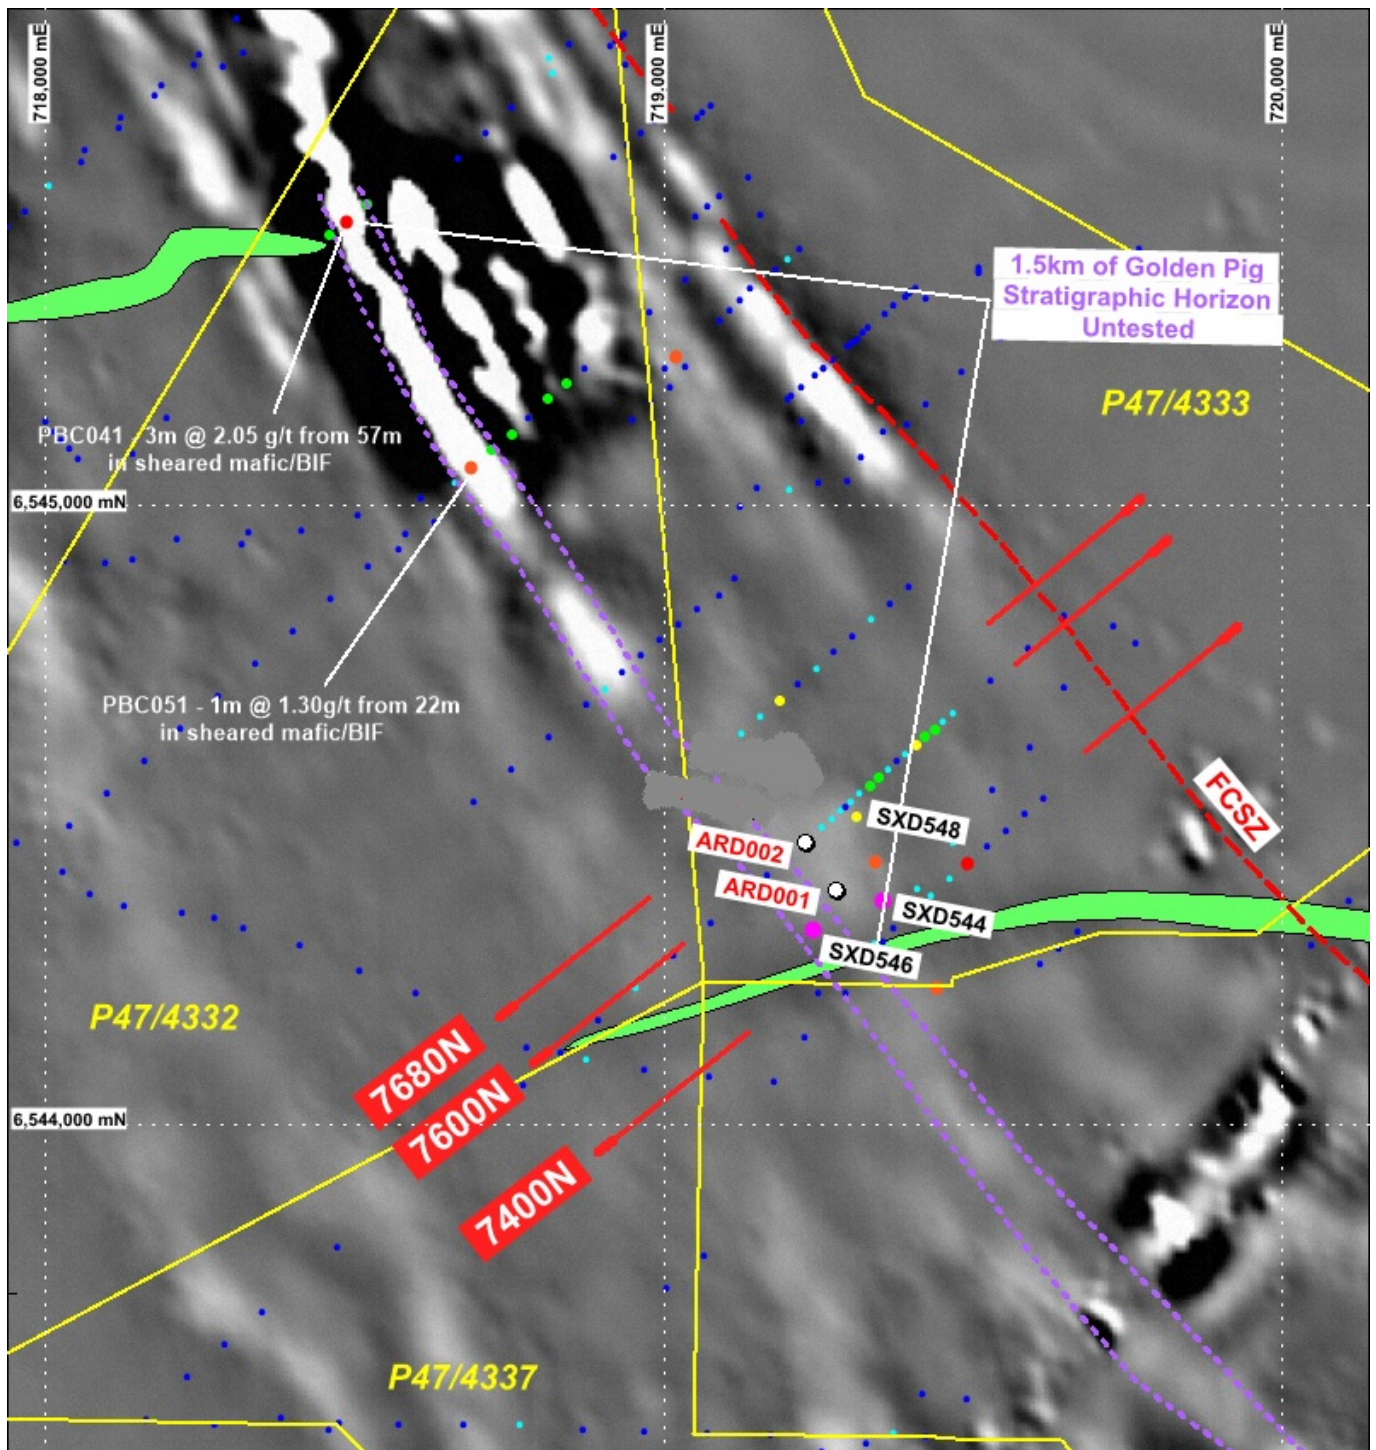 718,000 mE
719,000 mE
720,000 mE
1.5km of Golden Pig
Stratigraphic Horizon
Untested
P47/4333
PBC041 - 3m @ 2.05 g/t from 57m
in sheared mafic/BIF
6,545,000 mN
PBC051 - 1m @ 1.30g/t from 22m
in sheared mafic/BIF
FCSZ
SXD548
ARD002
ARD001
SXD544
SXD546
P47/4332
7680N
7600N
7400N
6,544,000 mN
P47/4337